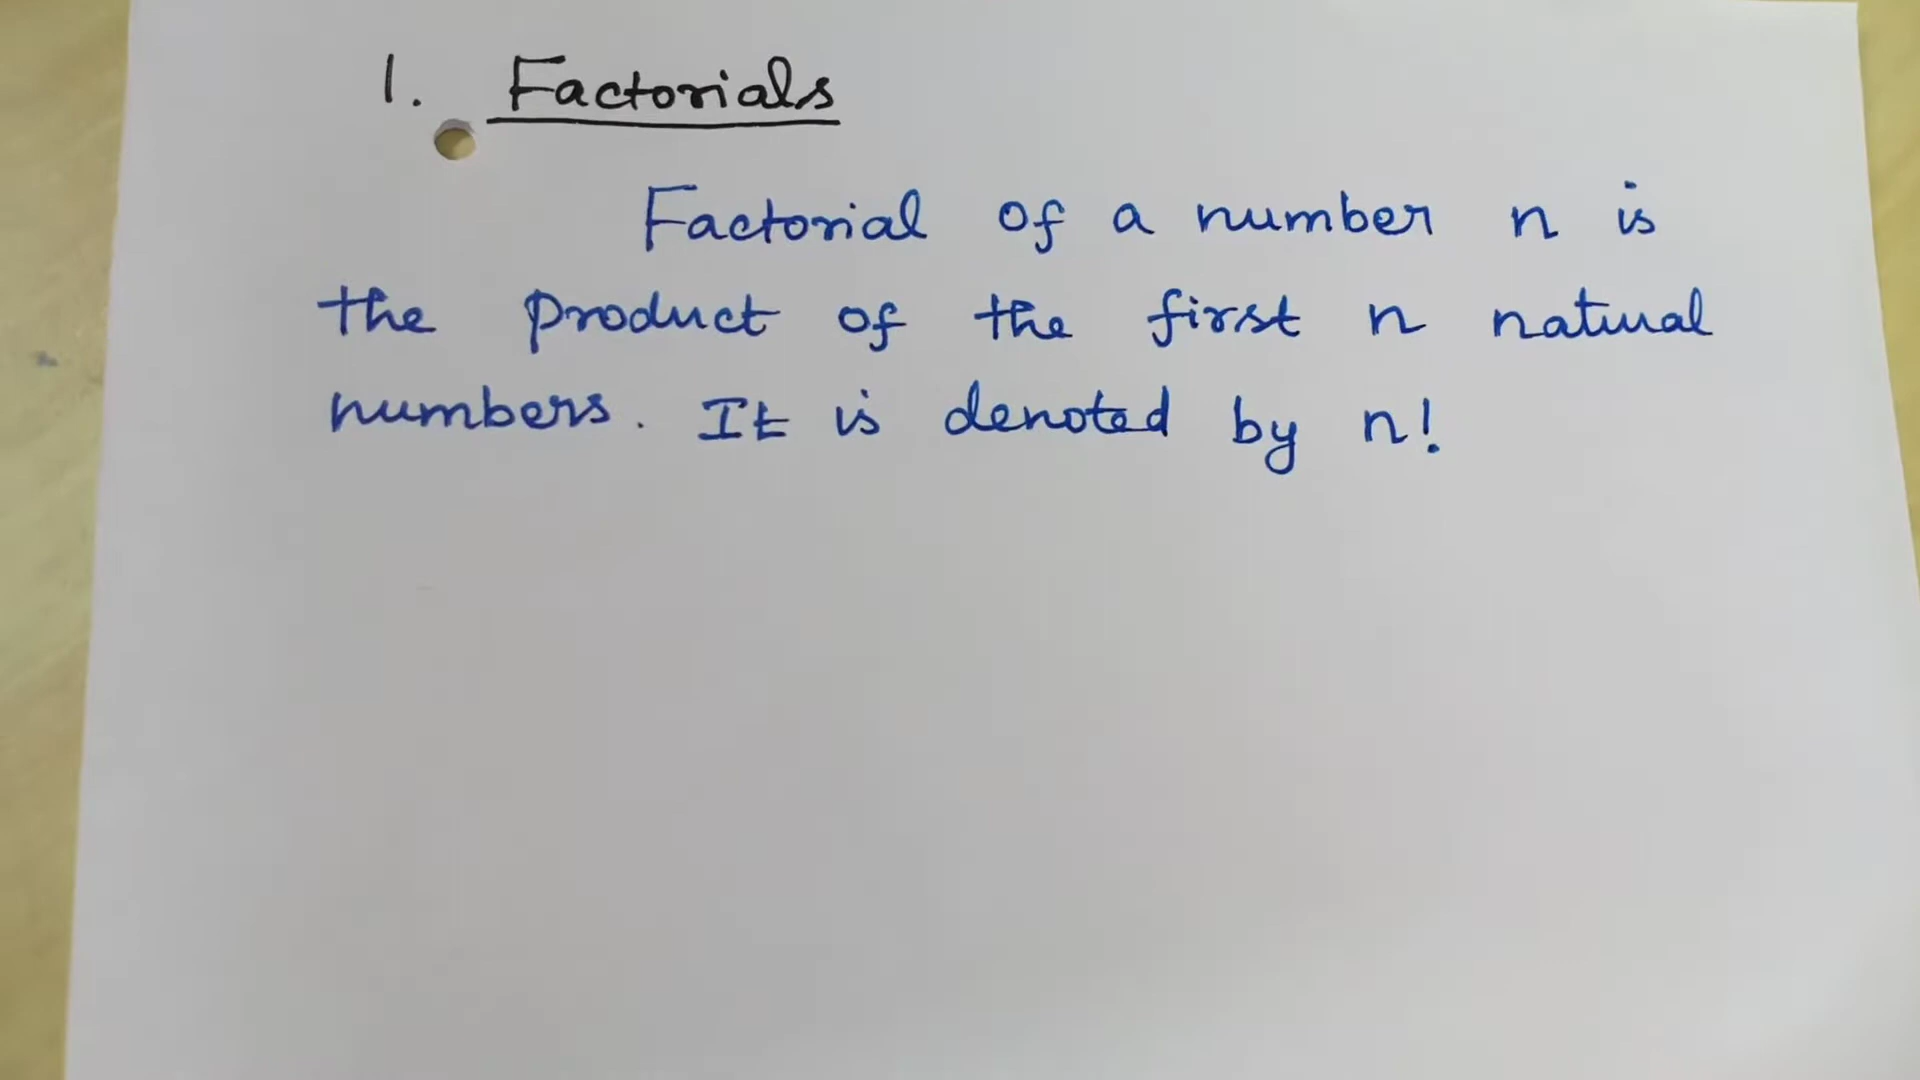 1. Factorials
Factorial of a number n is
the product of the first n natural
numbers. It is denoted by n!